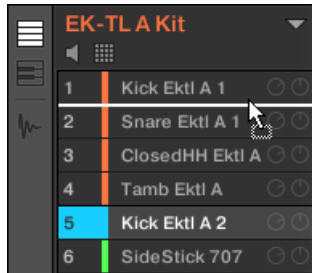 EK-TL A Kit
1 Kick Ektl A 1
2 Snare Ektl A 1
3 ClosedHH Ektl A
4 Tamb Ektl A
5 Kick Ektl A 2
6 SideStick 707